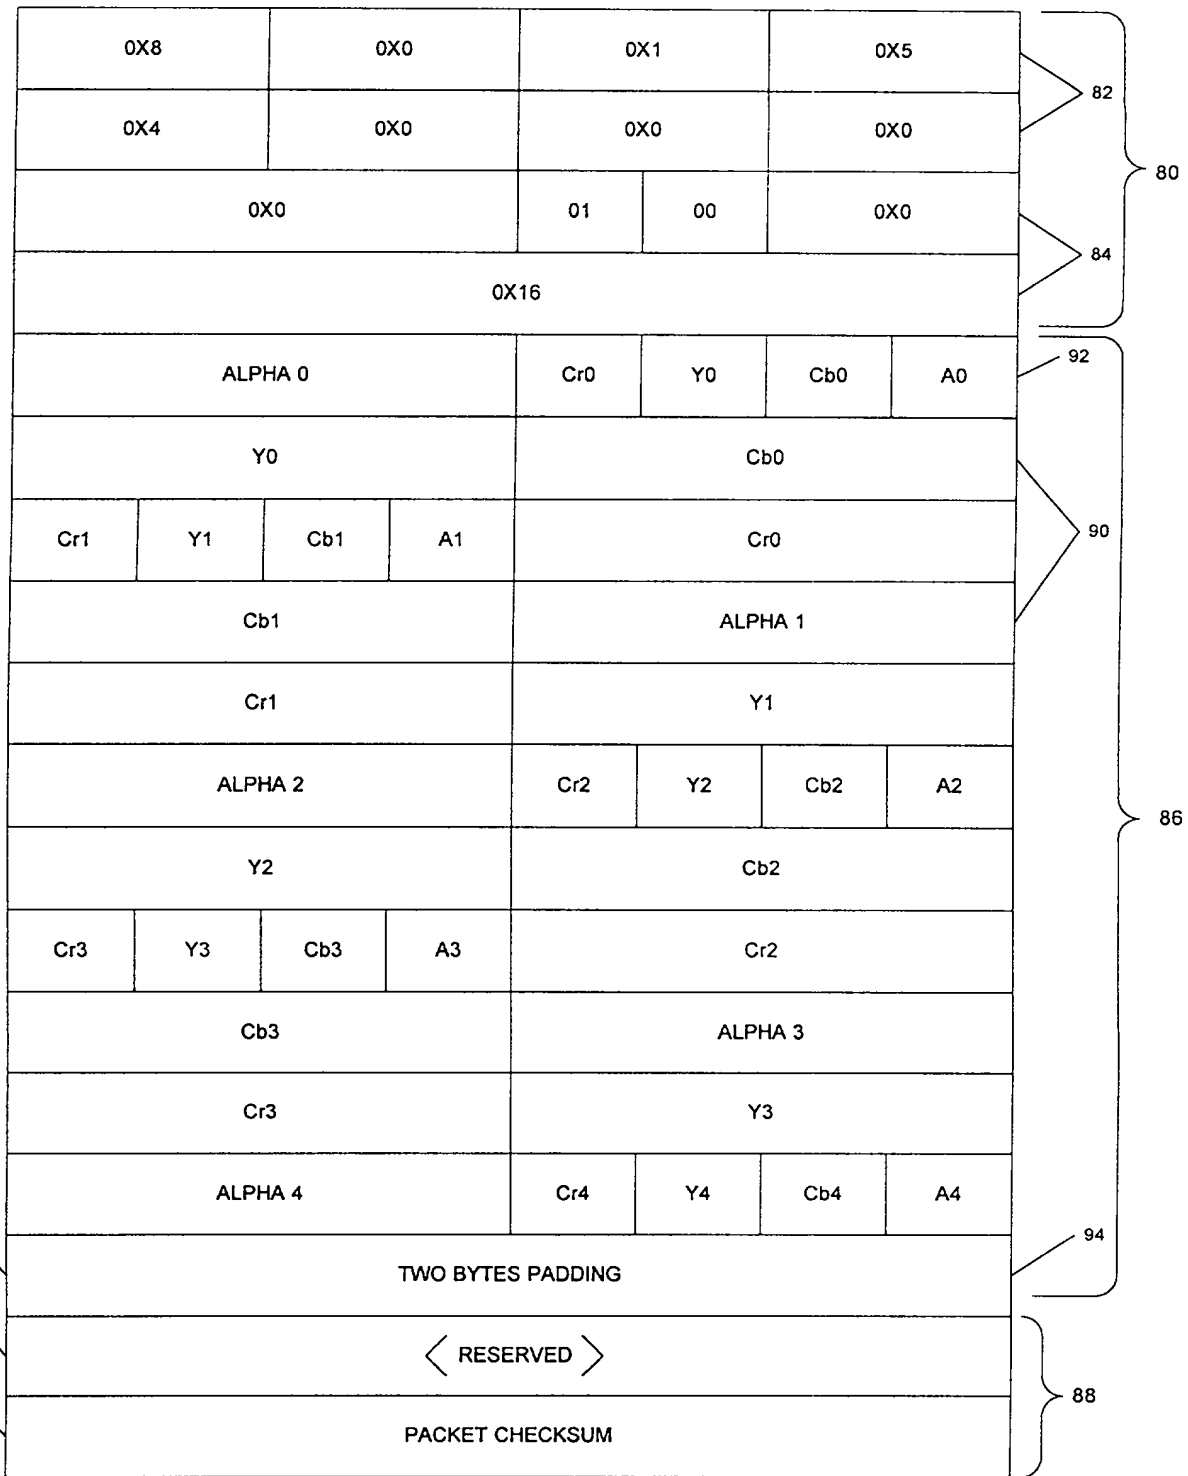 0X8 0X0 0X1 0X5
82
0X4 0X0 0X0 0X0
80
0X0 01 00 0X0
84
0X16
ALPHA 0 Cr0 Y0 Cb0 A0 92
Y0 Cb0
Cr1 Y1 Cb1 A1 Cr0 90
Cb1 ALPHA 1
Cr1 Y1
ALPHA 2 Cr2 Y2 Cb2 A2
86
Y2 Cb2
Cr3 Y3 Cb3 A3 Cr2
Cb3 ALPHA 3
Cr3 Y3
ALPHA 4 Cr4 Y4 Cb4 A4
94
TWO BYTES PADDING
< RESERVED >
88
PACKET CHECKSUM